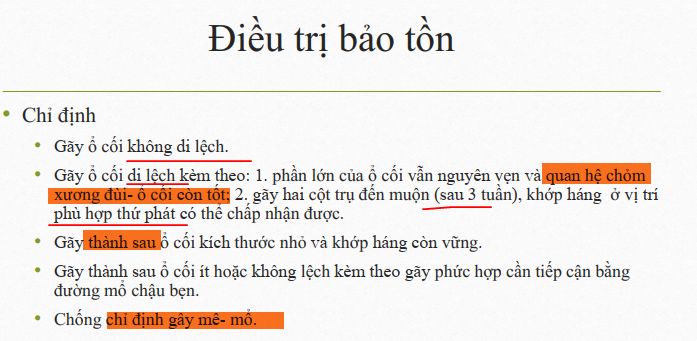 Điều trị bảo tồn
• Chỉ định
• Gãy ổ cối không di lệch.
• Gãy ổ cối di lệch kèm theo: 1. phần lớn của ổ cối vẫn nguyên vẹn và quan hệ chỏm
xương đùi- ổ cối còn tốt; 2. gãy hai cột trụ đến muộn (sau 3 tuần), khớp háng ở vị trí
phù hợp thứ phát có thể chấp nhận được.
• Gãy thành sau ổ cối kích thước nhỏ và khớp háng còn vững.
• Gãy thành sau ổ cối ít hoặc không lệch kèm theo gãy phức hợp cần tiếp cận bằng
đường mổ chậu bẹn.
• Chống chỉ định gây mê- mổ.